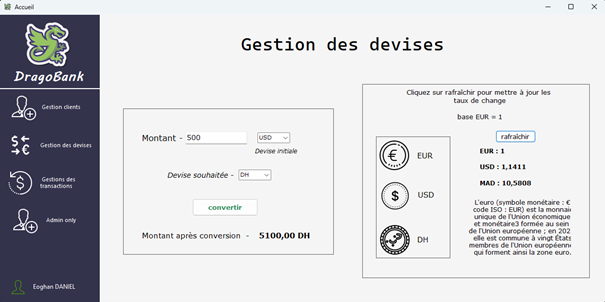 Accueil
DragoBank
Gestion clients
Gestion des devises
Gestions des
transactions
Admin only
Eoghan DANIEL
Gestion des devises
Montant -
500
USD
Devise initiale
Devise souhaitée -
DH
convertir
Montant après conversion -
5100,00 DH
Cliquez sur rafraîchir pour mettre à jour les
taux de change
base EUR = 1
rafraîchir
EUR
USD
DH
EUR : 1
USD : 1,1411
MAD : 10,5808
L'euro (symbole monétaire : €
code ISO : EUR) est la monnaie
unique de l'Union économique
et monétaire3 formée au sein
de l'Union européenne ; en 202
elle est commune à vingt États
membres de l'Union européenne
qui forment ainsi la zone euro.